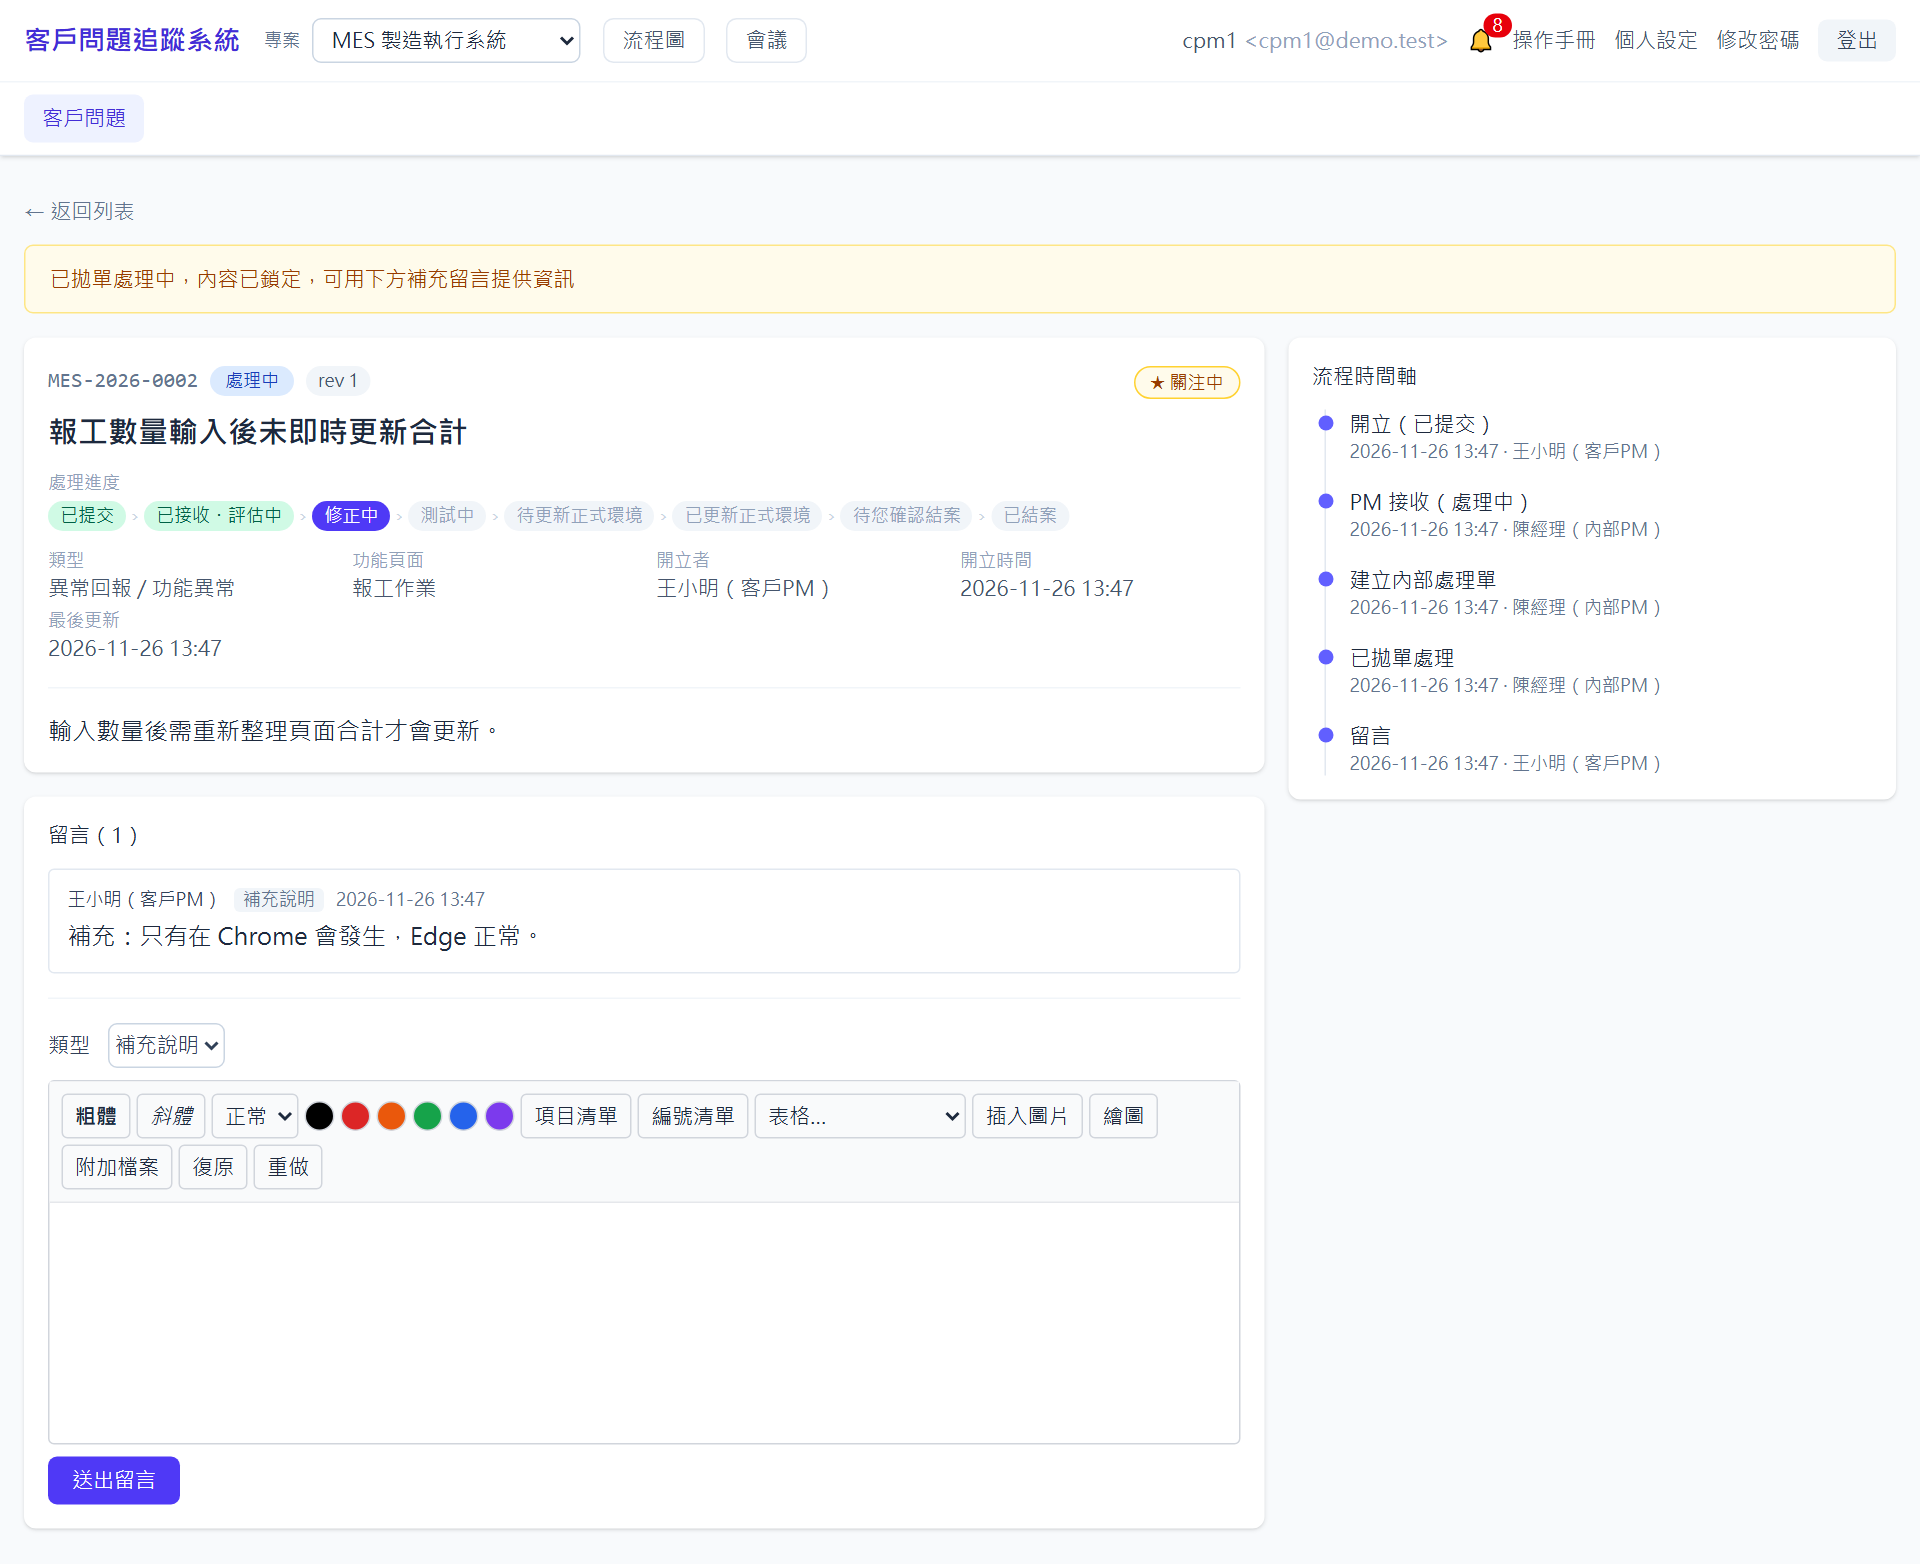 客戶問題追蹤系統 專案 MES 製造執行系統 流程圖 會議 cpm1 <cpm1@demo.test> 8 操作手冊 個人設定 修改密碼 登出
客戶問題
← 返回列表
已拋單處理中，內容已鎖定，可用下方補充留言提供資訊
MES-2026-0002 處理中 rev 1 ★ 關注中
報工數量輸入後未即時更新合計
處理進度
已提交 › 已接收 · 評估中 › 修正中 › 測試中 › 待更新正式環境 › 已更新正式環境 › 待您確認結案 › 已結案
類型 功能頁面 開立者 開立時間
異常回報 / 功能異常 報工作業 王小明（客戶PM） 2026-11-26 13:47
最後更新
2026-11-26 13:47
輸入數量後需重新整理頁面合計才會更新。
流程時間軸
開立（已提交）
2026-11-26 13:47 · 王小明（客戶PM）
PM 接收（處理中）
2026-11-26 13:47 · 陳經理（內部PM）
建立內部處理單
2026-11-26 13:47 · 陳經理（內部PM）
已拋單處理
2026-11-26 13:47 · 陳經理（內部PM）
留言
2026-11-26 13:47 · 王小明（客戶PM）
留言（1）
王小明（客戶PM） 補充說明 2026-11-26 13:47
補充：只有在 Chrome 會發生，Edge 正常。
類型 補充說明
粗體 斜體 正常 項目清單 編號清單 表格... 插入圖片 繪圖
附加檔案 復原 重做
送出留言